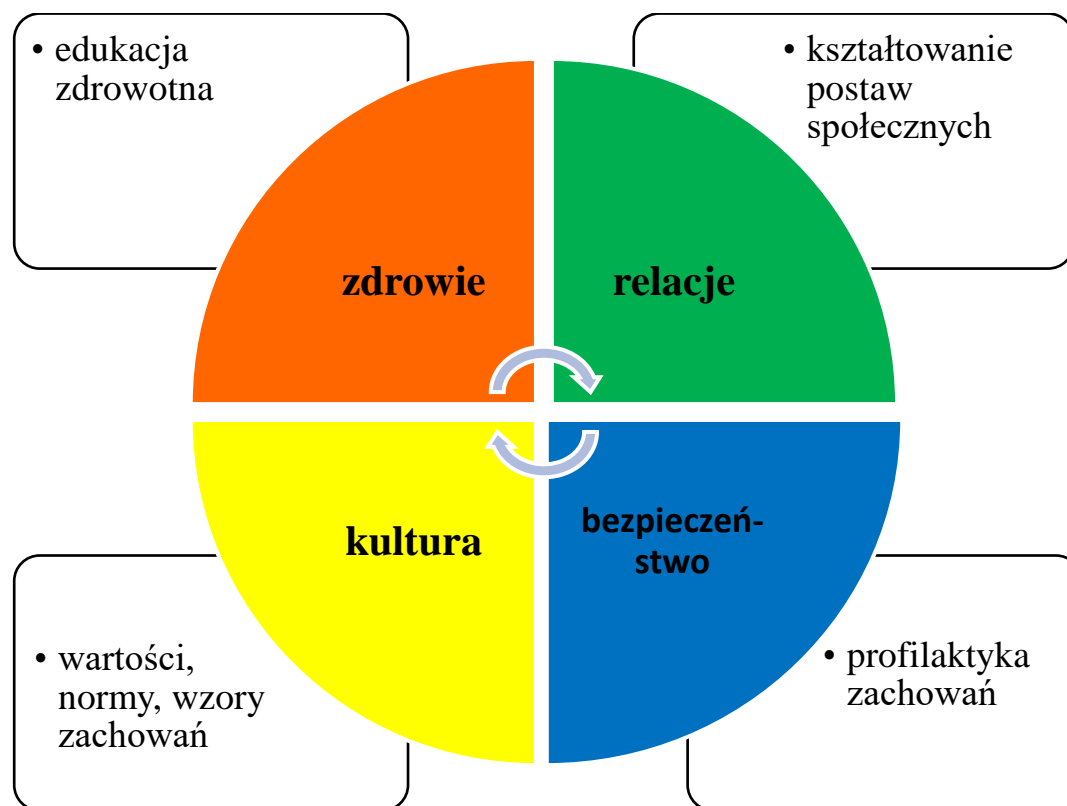 • edukacja
zdrowotna
• kształtowanie
postaw
społecznych
zdrowie
relacje
kultura
bezpieczeń-
stwo
• wartości,
normy, wzory
zachowań
• profilaktyka
zachowań